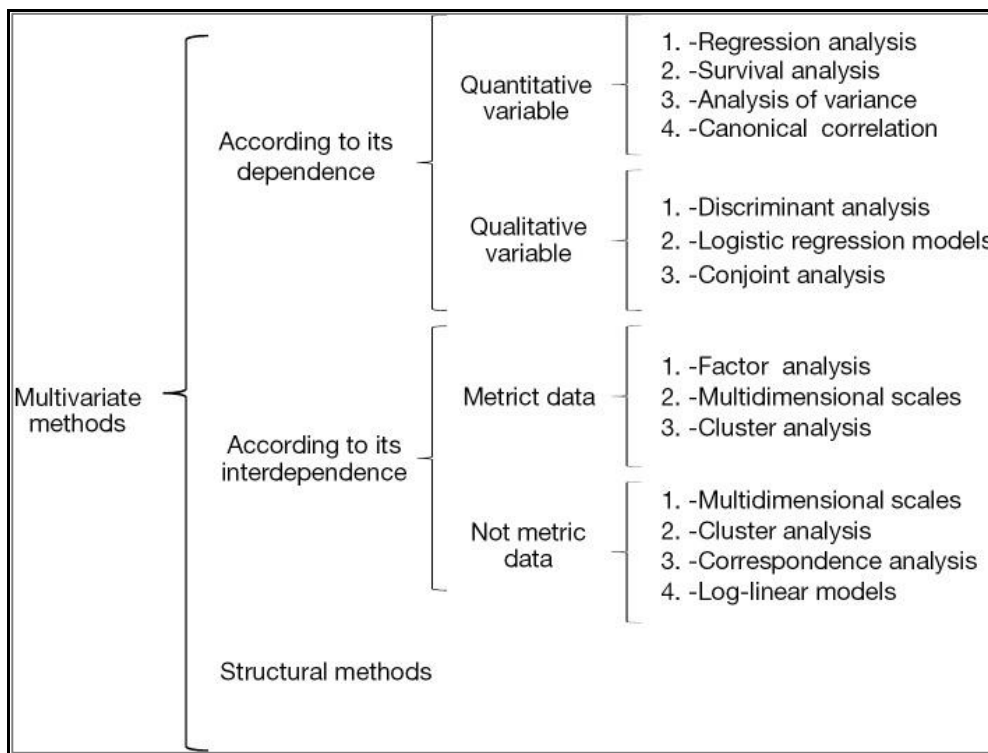 Multivariate
methods
According to its
dependence
Quantitative
variable
1. -Regression analysis
2. -Survival analysis
3. -Analysis of variance
4. -Canonical correlation
Qualitative
variable
1. -Discriminant analysis
2. -Logistic regression models
3. -Conjoint analysis
According to its
interdependence
Metrict data
1. -Factor analysis
2. -Multidimensional scales
3. -Cluster analysis
Not metric
data
1. -Multidimensional scales
2. -Cluster analysis
3. -Correspondence analysis
4. -Log-linear models
Structural methods